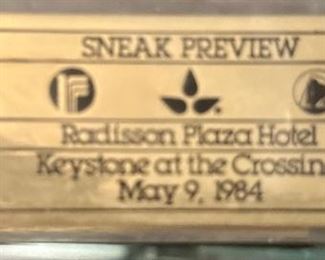 SNEAK PREVIEW
Radisson Plaza Hotel
Keystone at the Crossin
May 9, 1984